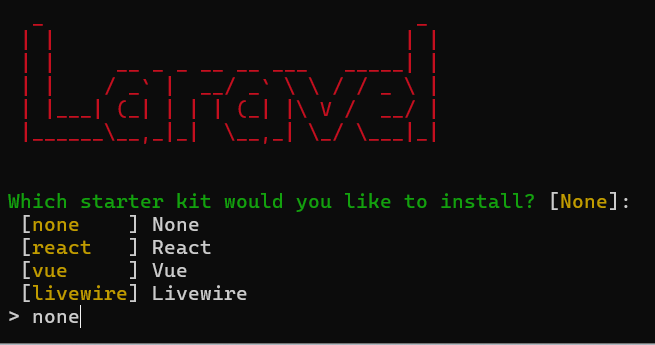 Laravel
Which starter kit would you like to install? [None]:
[none    ] None
[react   ] React
[vue     ] Vue
[livewire] Livewire
> none